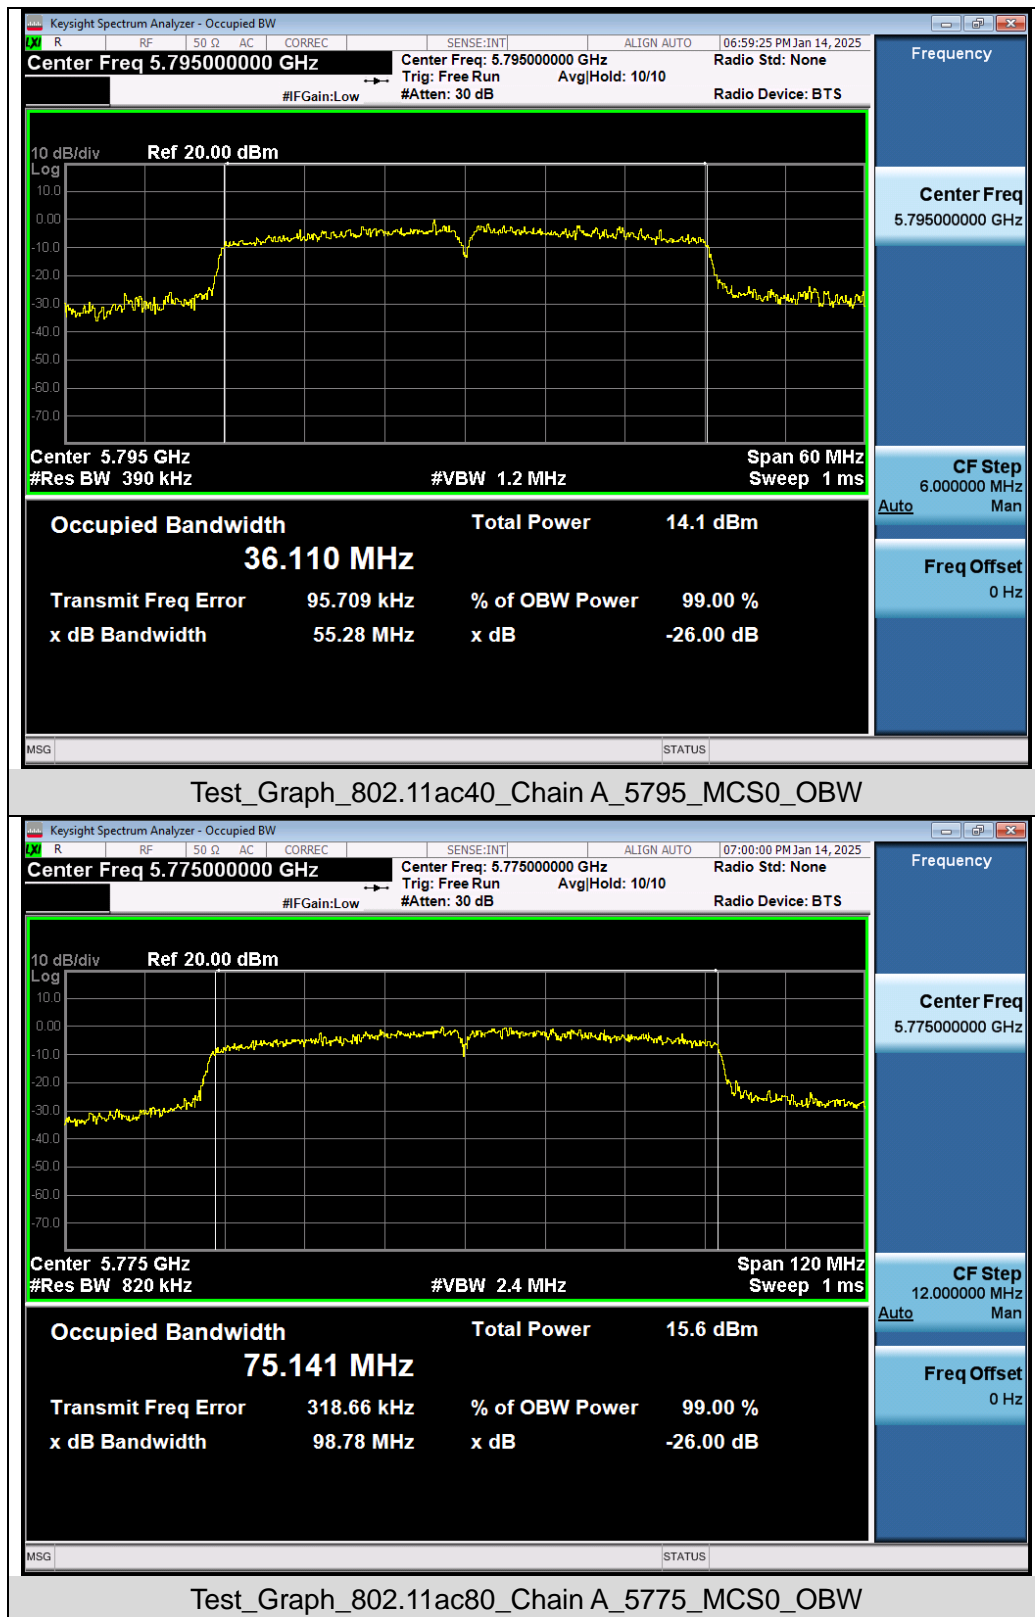 Keysight Spectrum Analyzer - Occupied BW
LXI R RF 50 Ω AC CORREC SENSE:INT ALIGN AUTO 06:59:25 PM Jan 14, 2025
Center Freq 5.795000000 GHz
Center Freq: 5.795000000 GHz Radio Std: None
Trig: Free Run Avg|Hold: 10/10
#IFGain:Low #Atten: 30 dB Radio Device: BTS
Frequency
10 dB/div Ref 20.00 dBm
Log
10.0
0.00
-10.0
-20.0
-30.0
-40.0
-50.0
-60.0
-70.0
Center 5.795 GHz Span 60 MHz
#Res BW 390 kHz #VBW 1.2 MHz Sweep 1 ms
Center Freq
5.795000000 GHz
CF Step
6.000000 MHz
Auto Man
Freq Offset
0 Hz
Occupied Bandwidth Total Power 14.1 dBm
36.110 MHz
Transmit Freq Error 95.709 kHz % of OBW Power 99.00 %
x dB Bandwidth 55.28 MHz x dB -26.00 dB
MSG STATUS
Test_Graph_802.11ac40_Chain A_5795_MCS0_OBW
Keysight Spectrum Analyzer - Occupied BW
LXI R RF 50 Ω AC CORREC SENSE:INT ALIGN AUTO 07:00:00 PM Jan 14, 2025
Center Freq 5.775000000 GHz
Center Freq: 5.775000000 GHz Radio Std: None
Trig: Free Run Avg|Hold: 10/10
#IFGain:Low #Atten: 30 dB Radio Device: BTS
Frequency
10 dB/div Ref 20.00 dBm
Log
10.0
0.00
-10.0
-20.0
-30.0
-40.0
-50.0
-60.0
-70.0
Center 5.775 GHz Span 120 MHz
#Res BW 820 kHz #VBW 2.4 MHz Sweep 1 ms
Center Freq
5.775000000 GHz
CF Step
12.000000 MHz
Auto Man
Freq Offset
0 Hz
Occupied Bandwidth Total Power 15.6 dBm
75.141 MHz
Transmit Freq Error 318.66 kHz % of OBW Power 99.00 %
x dB Bandwidth 98.78 MHz x dB -26.00 dB
MSG STATUS
Test_Graph_802.11ac80_Chain A_5775_MCS0_OBW